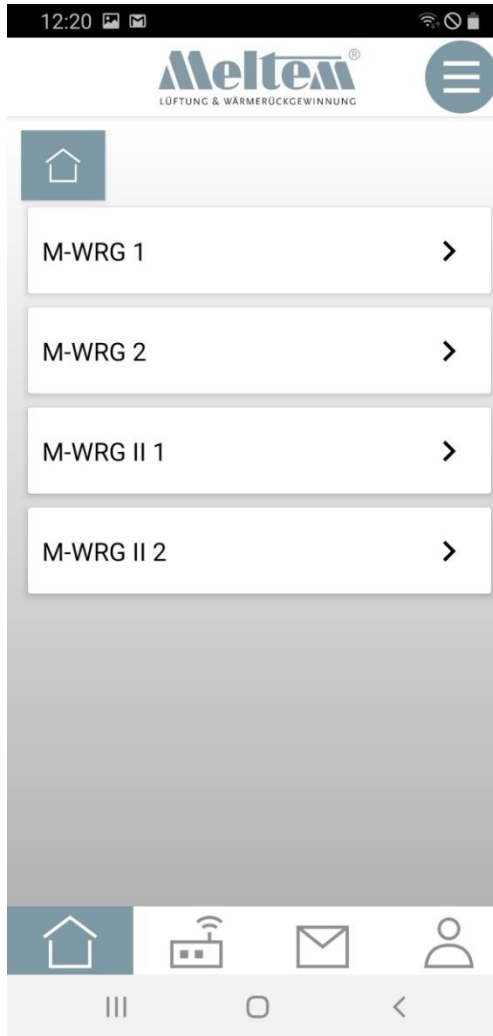 12:20
Meltem®
LÜFTUNG & WÄRMERÜCKGEWINNUNG
M-WRG 1
M-WRG 2
M-WRG II 1
M-WRG II 2